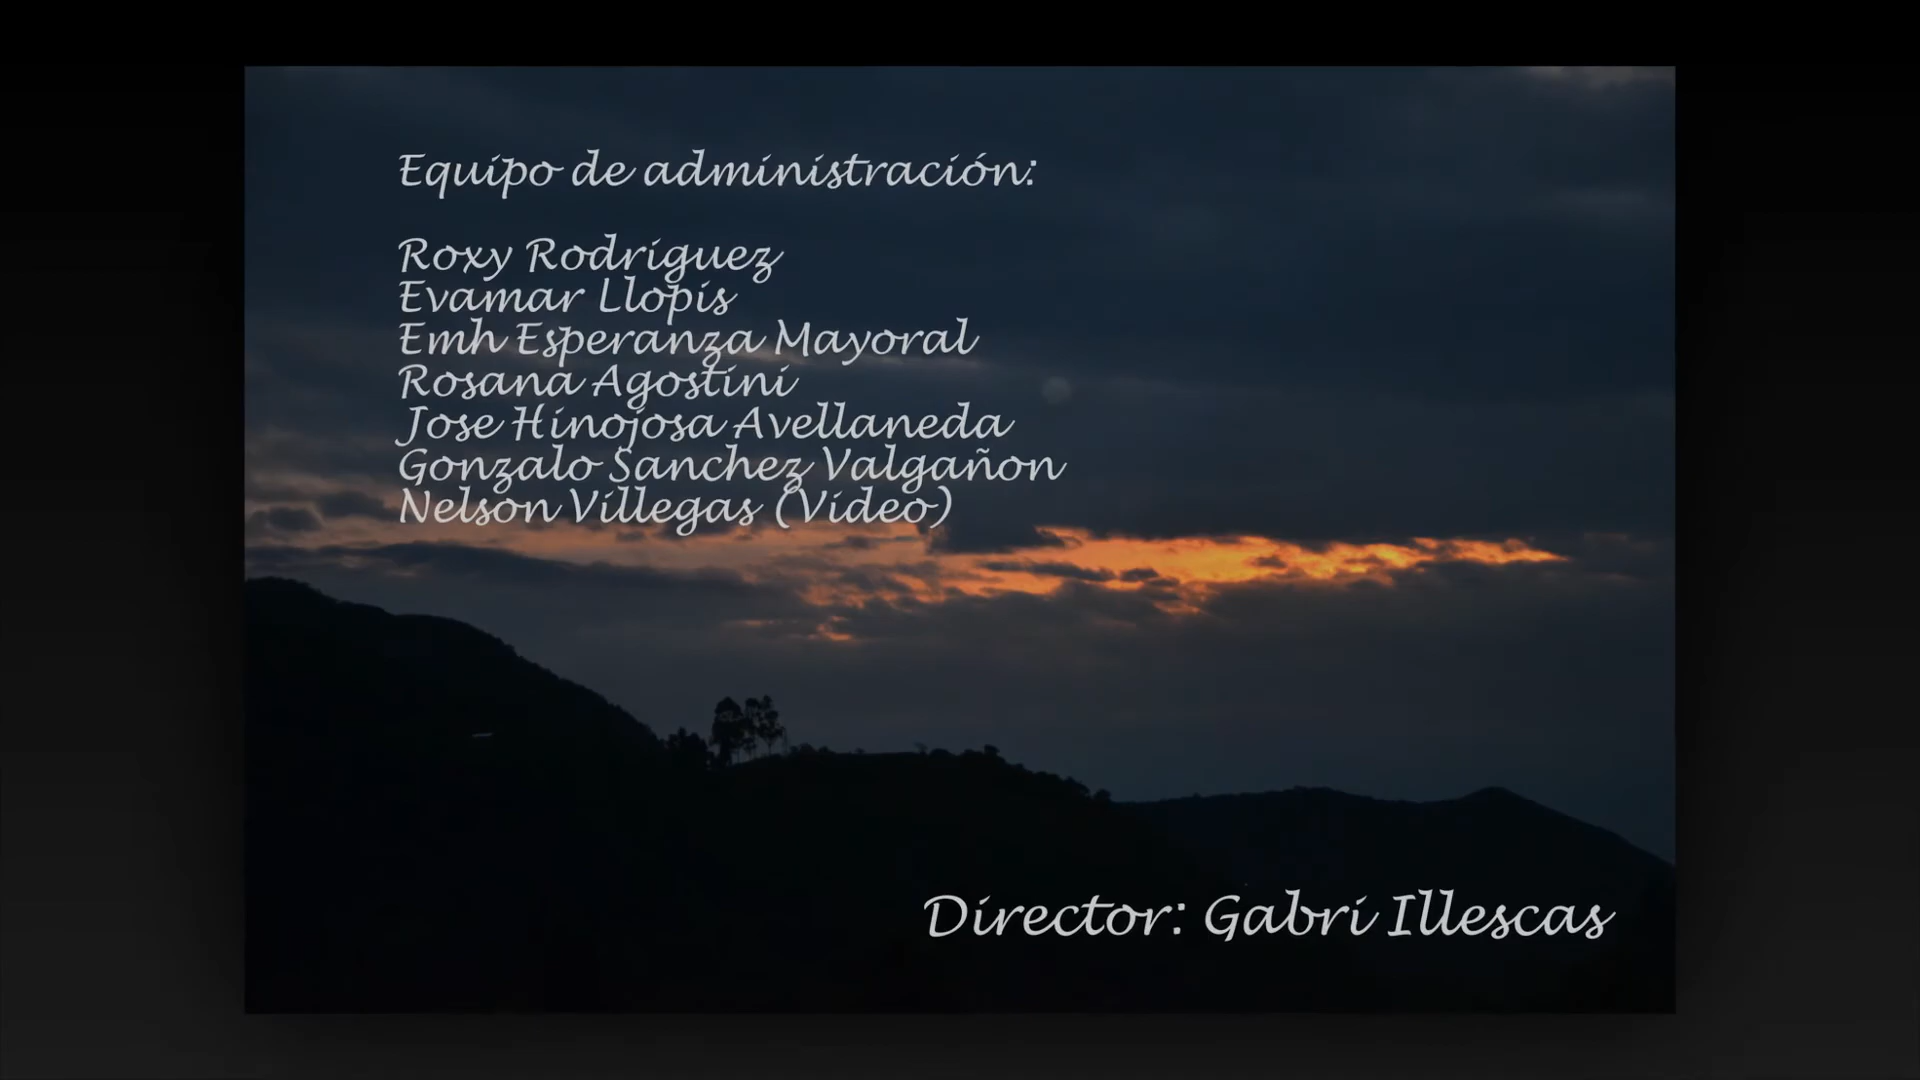 Equipo de administración:
Roxy Rodriguez
Evamar Llopis
Emh Esperanza Mayoral
Rosana Agostini
Jose Hinojosa Avellaneda
Gonzalo Sanchez Valgañon
Nelson Villegas (Video)
Director: Gabri Illescas